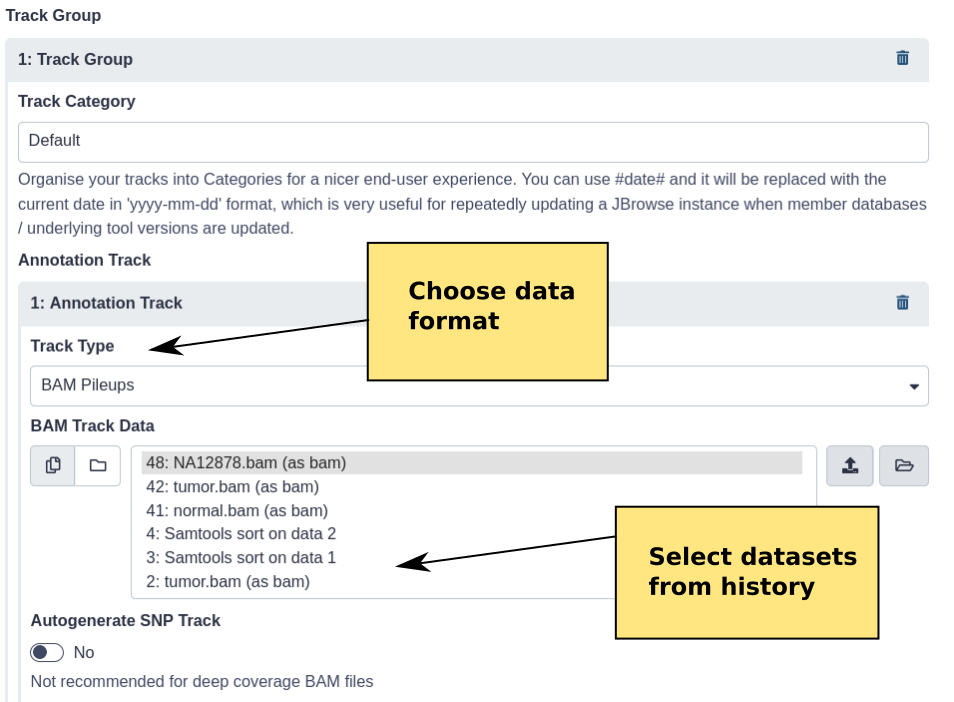 Track Group
1: Track Group
Track Category
Default
Organise your tracks into Categories for a nicer end-user experience. You can use #date# and it will be replaced with the
current date in 'yyyy-mm-dd' format, which is very useful for repeatedly updating a JBrowse instance when member databases
/ underlying tool versions are updated.
Annotation Track
1: Annotation Track
Choose data
format
Track Type
BAM Pileups
BAM Track Data
48: NA12878.bam (as bam)
42: tumor.bam (as bam)
41: normal.bam (as bam)
4: Samtools sort on data 2
3: Samtools sort on data 1
2: tumor.bam (as bam)
Select datasets
from history
Autogenerate SNP Track
No
Not recommended for deep coverage BAM files